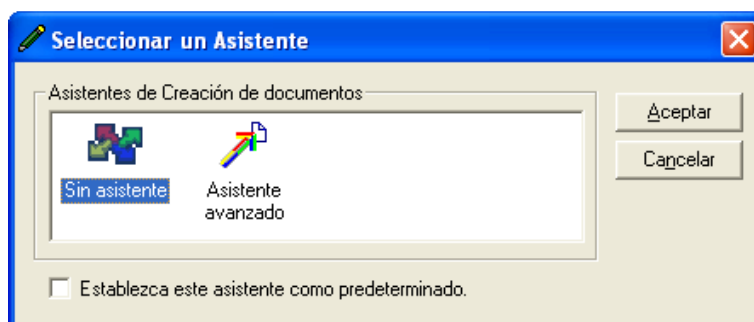 Seleccionar un Asistente
Asistentes de Creación de documentos
Sin asistente
Asistente
avanzado
Aceptar
Cancelar
Establezca este asistente como predeterminado.